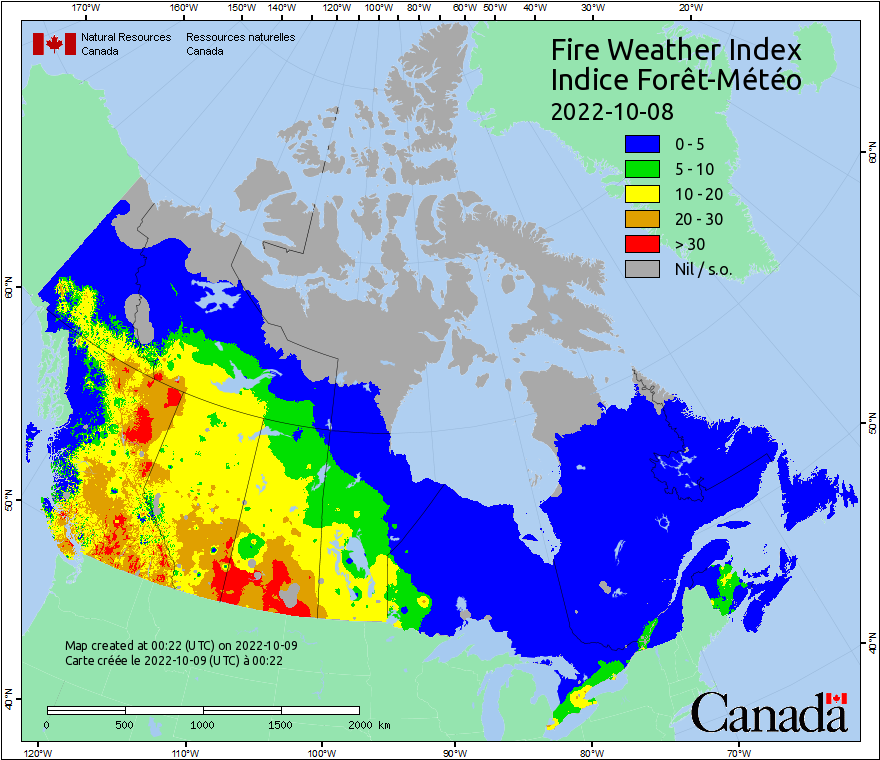 170°W 160°W 150°W 140°W 130°W 120°W 110°W 100°W 90°W 80°W 70°W 60°W 50°W 40°W 30°W 20°W
Natural Resources Canada
Ressources naturelles Canada
Fire Weather Index
Indice Forêt-Météo
2022-10-08
0 - 5
5 - 10
10 - 20
20 - 30
> 30
Nil / s.o.
60°N
50°N
40°N
60°N
50°N
40°N
Map created at 00:22 (UTC) on 2022-10-09
Carte créée le 2022-10-09 (UTC) à 00:22
0 500 1000 1500 2000 km
Canada
120°W 110°W 100°W 90°W 80°W 70°W